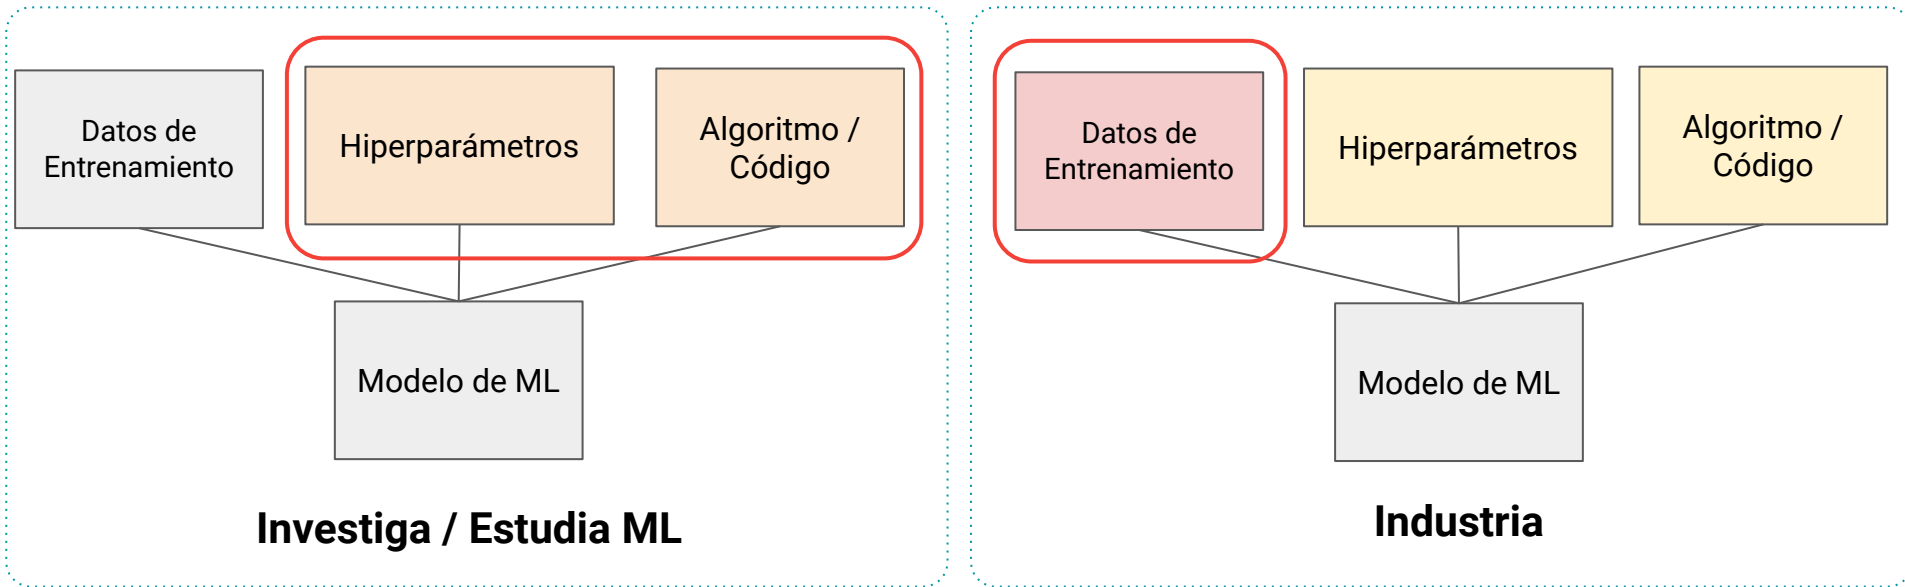 Datos de
Entrenamiento
Hiperparámetros
Algoritmo /
Código
Modelo de ML
Investiga / Estudia ML
Datos de
Entrenamiento
Hiperparámetros
Algoritmo /
Código
Modelo de ML
Industria